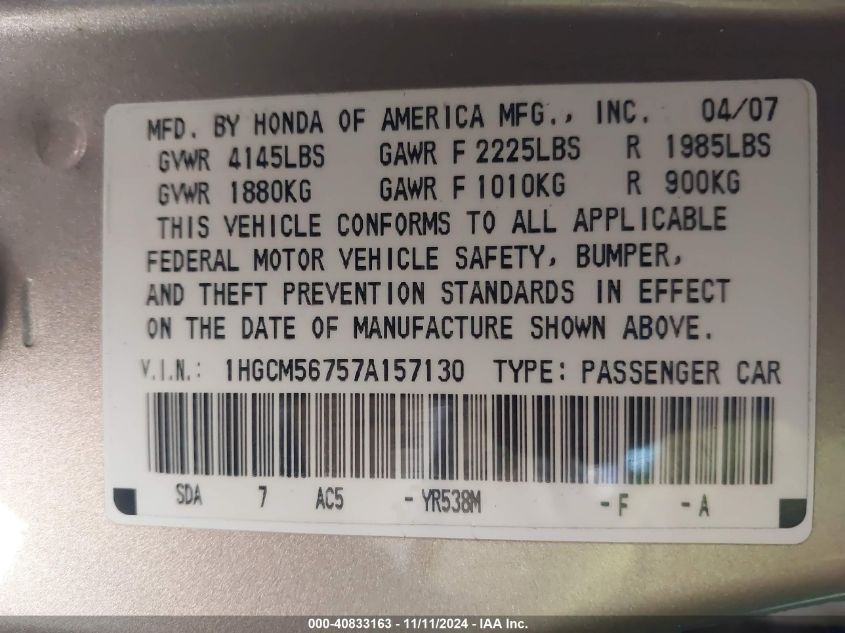 MFD. BY HONDA OF AMERICA MFG., INC. 04/07
GVWR 4145LBS GAWR F 2225LBS R 1985LBS
GVWR 1880KG GAWR F 1010KG R 900KG
THIS VEHICLE CONFORMS TO ALL APPLICABLE
FEDERAL MOTOR VEHICLE SAFETY, BUMPER,
AND THEFT PREVENTION STANDARDS IN EFFECT
ON THE DATE OF MANUFACTURE SHOWN ABOVE.
V.I.N.: 1HGCM56757A157130 TYPE: PASSENGER CAR
SDA 7 AC5 - YR538M - F - A
000-40833163 - 11/11/2024 - IAA Inc.